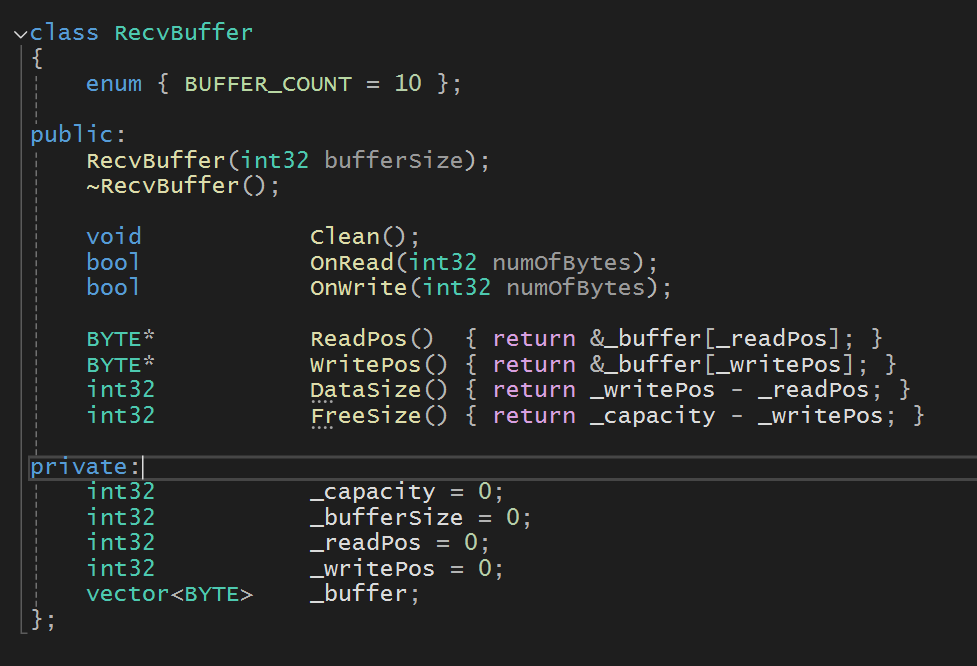 class RecvBuffer
{
    enum { BUFFER_COUNT = 10 };

public:
    RecvBuffer(int32 bufferSize);
    ~RecvBuffer();

    void            Clean();
    bool            OnRead(int32 numOfBytes);
    bool            OnWrite(int32 numOfBytes);

    BYTE*           ReadPos()  { return &_buffer[_readPos]; }
    BYTE*           WritePos() { return &_buffer[_writePos]; }
    int32           DataSize() { return _writePos - _readPos; }
    int32           FreeSize() { return _capacity - _writePos; }

private:
    int32           _capacity = 0;
    int32           _bufferSize = 0;
    int32           _readPos = 0;
    int32           _writePos = 0;
    vector<BYTE>    _buffer;
};